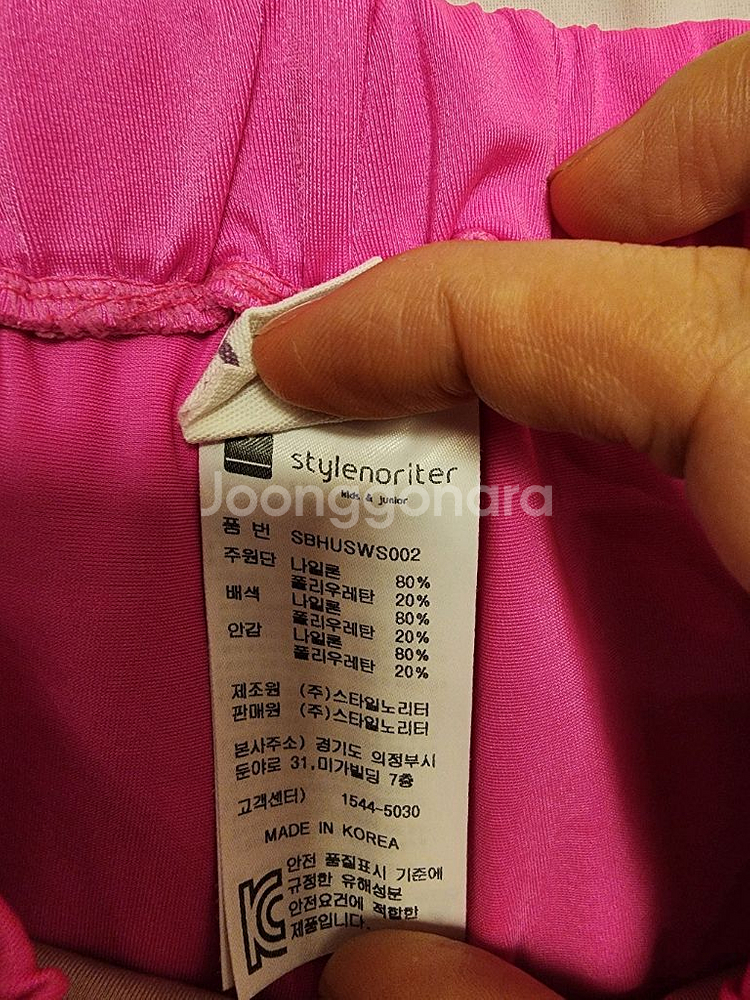 stylenoriter
kids & junior
Joonggonara
품 번 SBHUSWS002
주원단 나일론 80%
폴리우레탄 20%
배색 나일론 80%
폴리우레탄 20%
안감 나일론 80%
폴리우레탄 20%
제조원 (주)스타일노리터
판매원 (주)스타일노리터
본사주소) 경기도 의정부시
둔야로 31,미가빌딩 7층
고객센터) 1544-5030
MADE IN KOREA
안전 품질표시 기준에
규정한 유해성분
안전요건에 적합한
제품입니다.